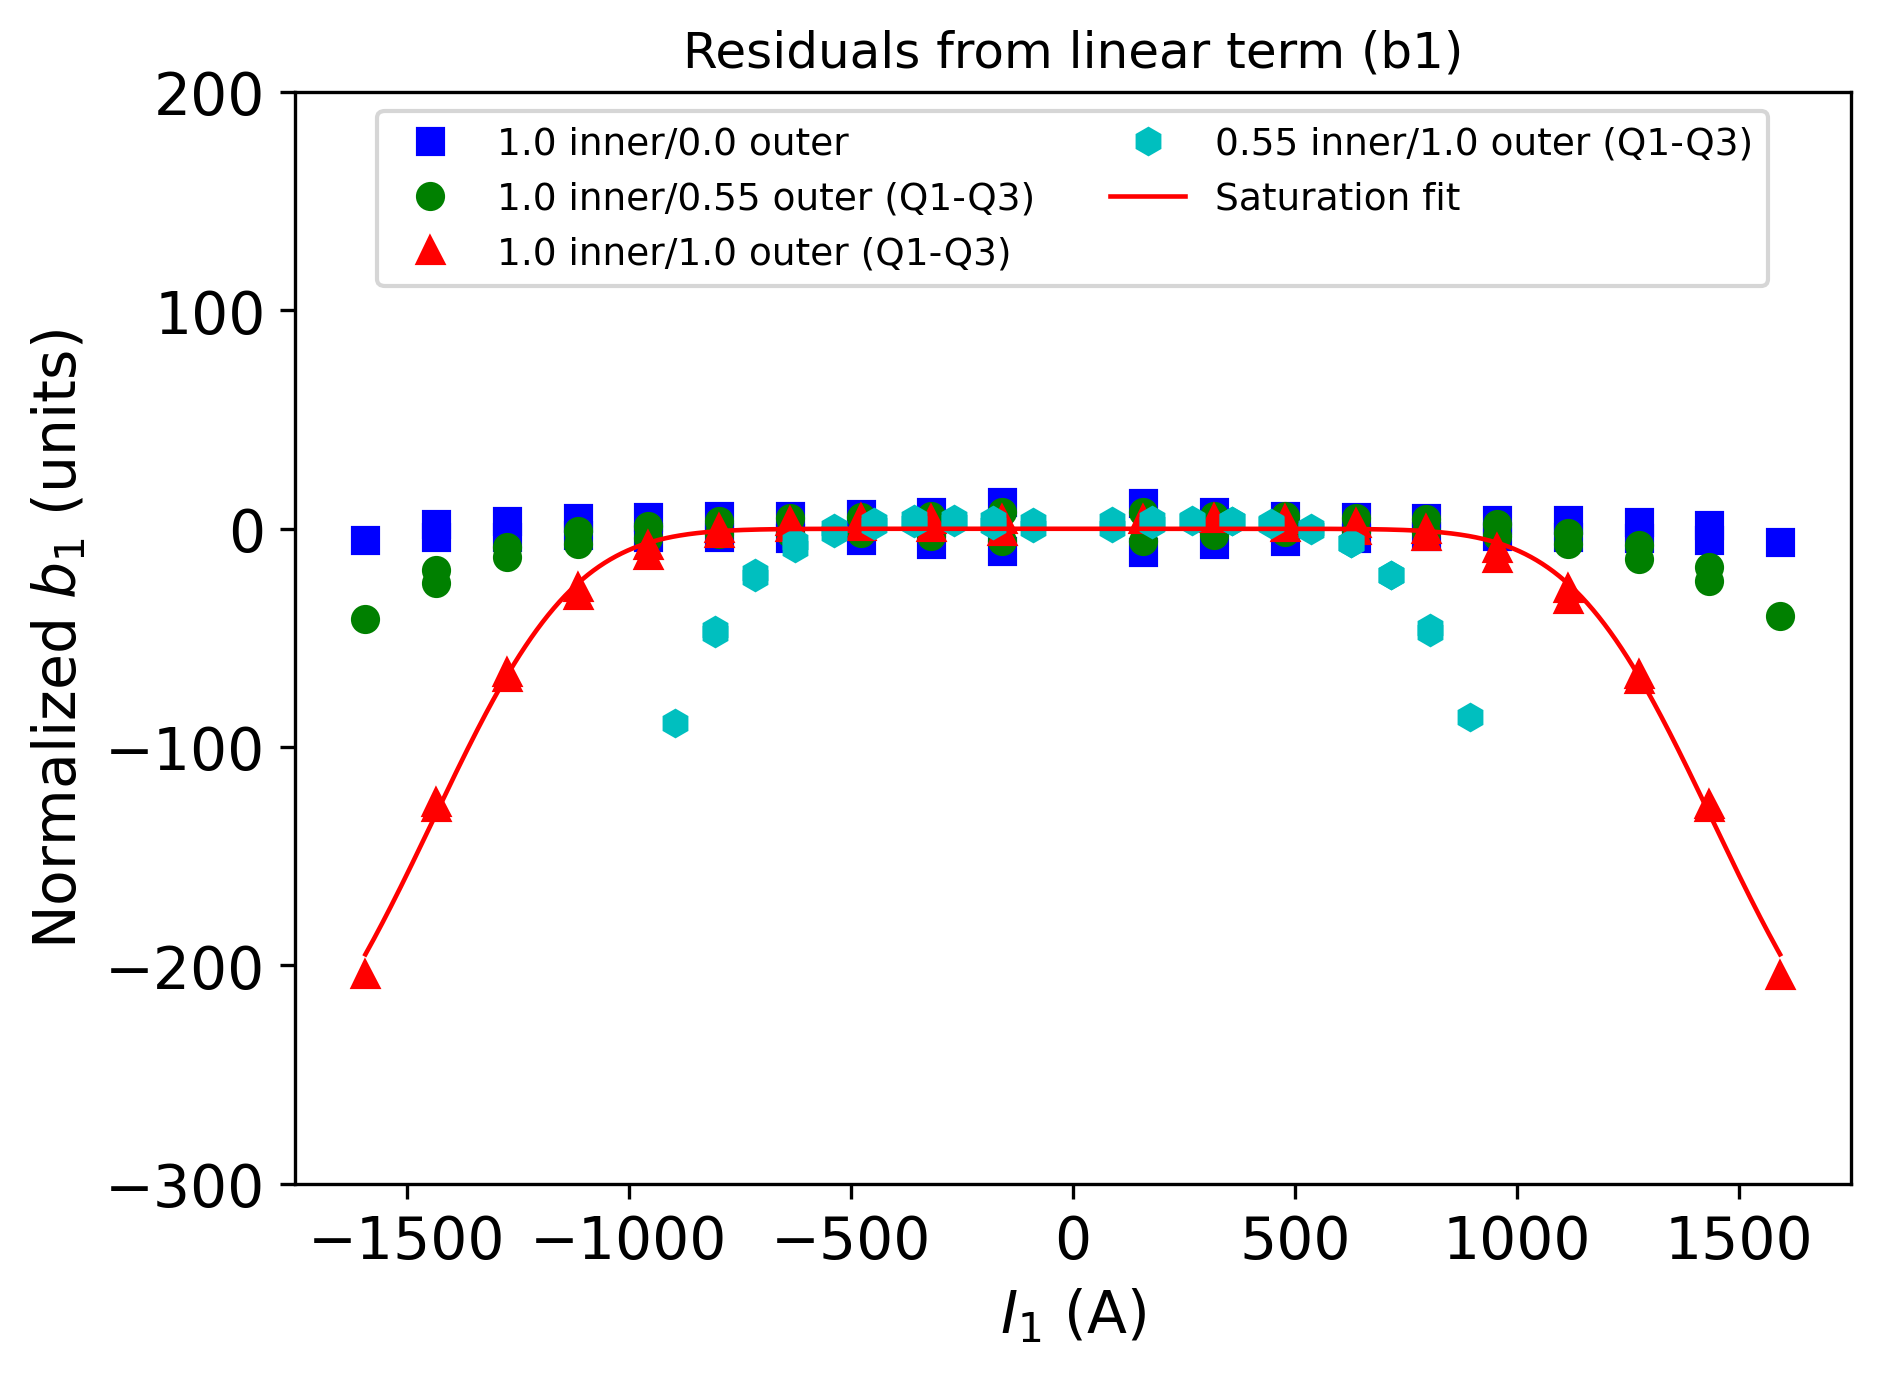 Residuals from linear term (b1)
200
100
0
−100
−200
−300
Normalized b₁ (units)
1.0 inner/0.0 outer
1.0 inner/0.55 outer (Q1-Q3)
1.0 inner/1.0 outer (Q1-Q3)
0.55 inner/1.0 outer (Q1-Q3)
Saturation fit
−1500 −1000 −500 0 500 1000 1500
I₁ (A)